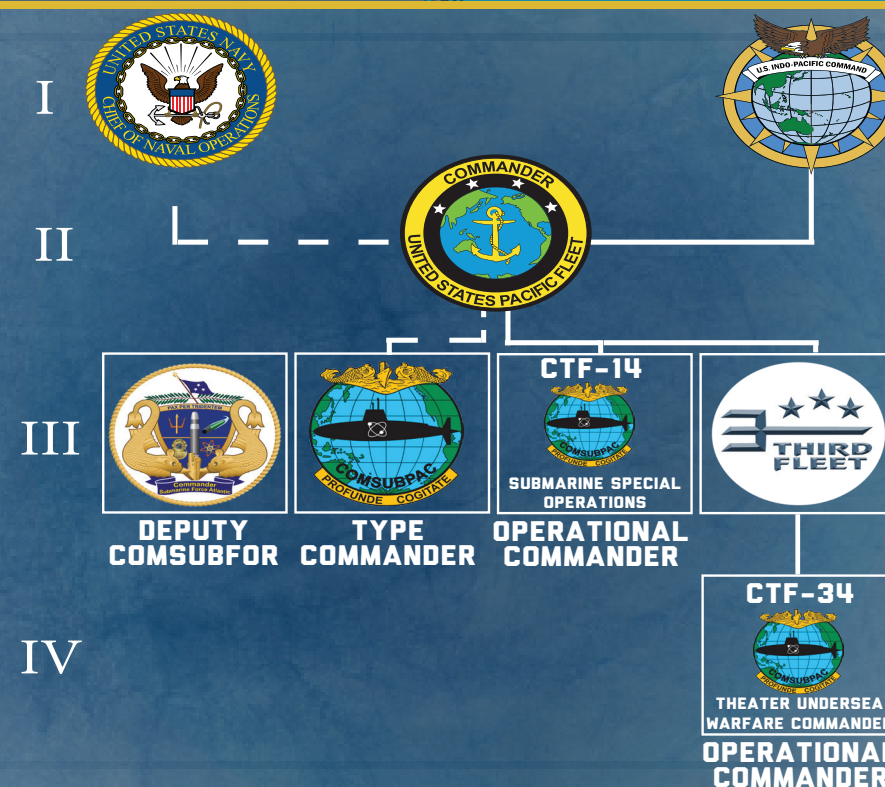 I
UNITED STATES NAVY
CHIEF OF NAVAL OPERATIONS
U.S. INDO-PACIFIC COMMAND
II
COMMANDER
UNITED STATES PACIFIC FLEET
III
PAX PER TRIDENTEM
Commander
Submarine Force Atlantic
DEPUTY
COMSUBFOR
COMSUBPAC
PROFUNDE COGITATE
TYPE
COMMANDER
CTF-14
COMSUBPAC
PROFUNDE COGITATE
SUBMARINE SPECIAL
OPERATIONS
OPERATIONAL
COMMANDER
3
THIRD
FLEET
IV
CTF-34
COMSUBPAC
PROFUNDE COGITATE
THEATER UNDERSEA
WARFARE COMMANDER
OPERATIONAL
COMMANDER